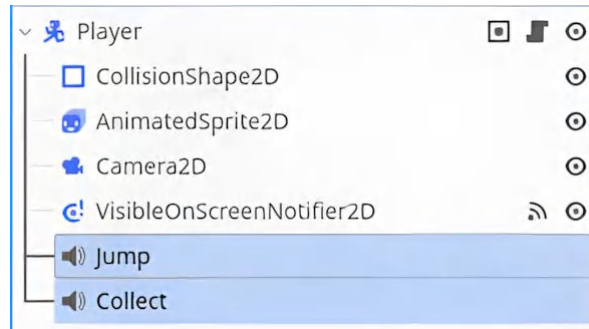 Player
CollisionShape2D
AnimatedSprite2D
Camera2D
VisibleOnScreenNotifier2D
Jump
Collect